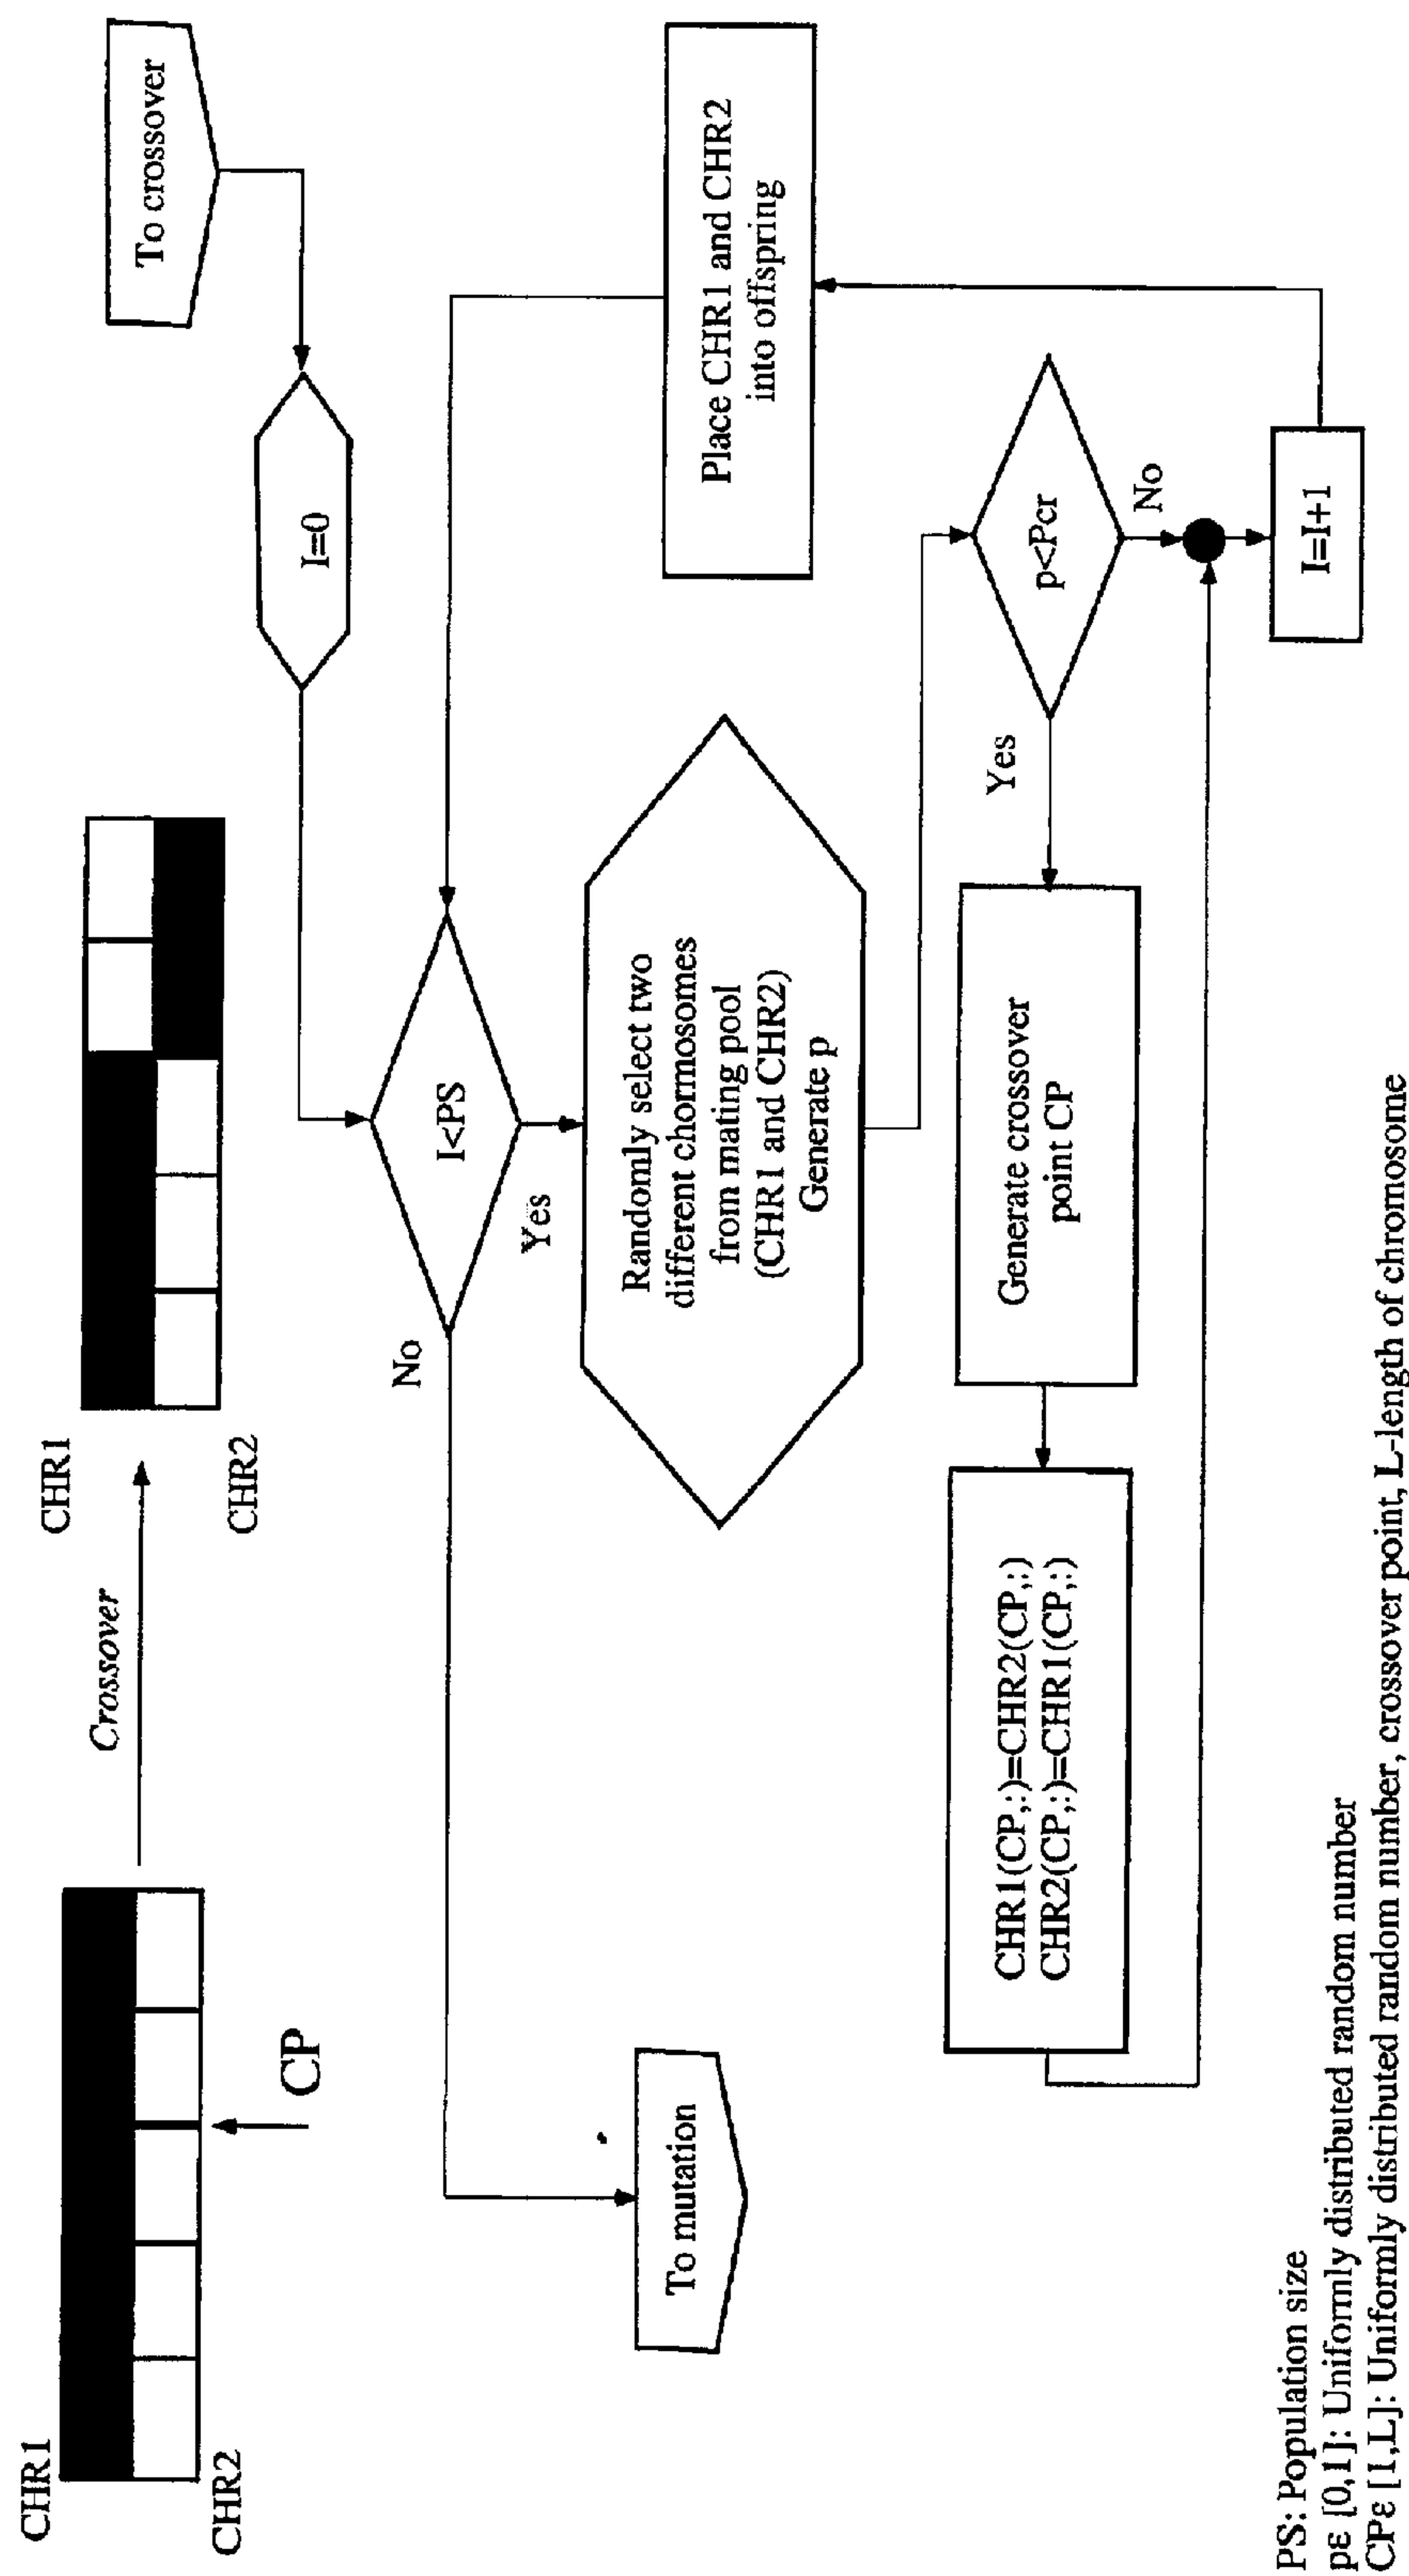 CHR1
CHR2
CP
Crossover
CHR1
CHR2
To crossover
I=0
I<PS
No
Yes
To mutation
Randomly select two
different chormosomes
from mating pool
(CHR1 and CHR2)
Generate p
Place CHR1 and CHR2
into offspring
p<Pcr
Yes
No
Generate crossover
point CP
CHR1(CP,:)=CHR2(CP,:)
CHR2(CP,:)=CHR1(CP,:)
I=I+1
PS: Population size
pε [0,1]: Uniformly distributed random number
CPε [1,L]: Uniformly distributed random number, crossover point, L-length of chromosome